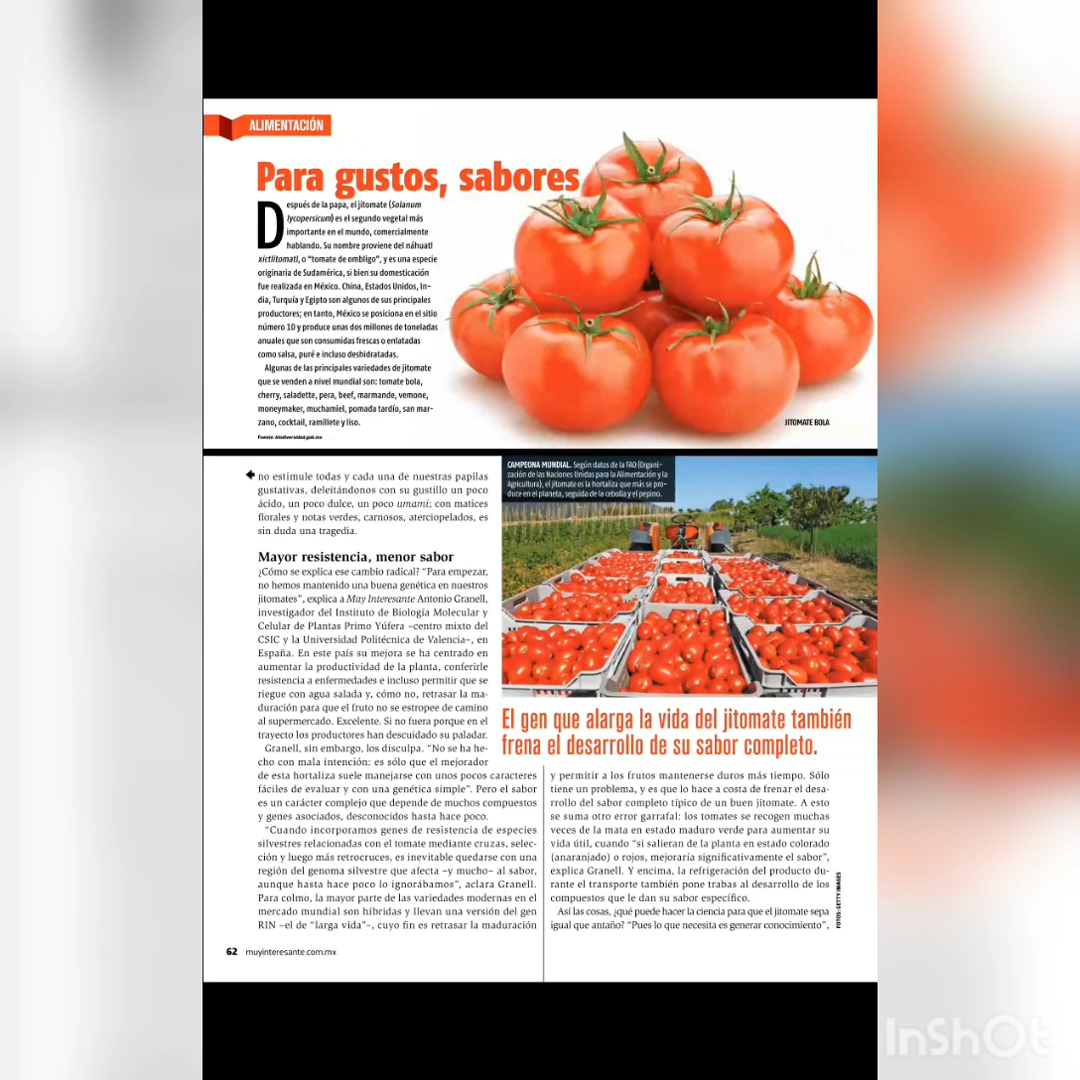 ALIMENTACIÓN
Para gustos, sabores
Después de la papa, el jitomate (Solanum
lycopersicum) es el segundo vegetal más
importante en el mundo, comercialmente
hablando. Su nombre proviene del náhuatl
xictlitomatl, o "tomate de ombligo", y es una especie
originaria de Sudamérica, si bien su domesticación
fue realizada en México. China, Estados Unidos, In-
dia, Turquía y Egipto son algunos de sus principales
productores; en tanto, México se posiciona en el sitio
número 10 y produce unas dos millones de toneladas
anuales que son consumidas frescas o enlatadas
como salsa, puré e incluso deshidratadas.
Algunas de las principales variedades de jitomate
que se venden a nivel mundial son: tomate bola,
cherry, saladette, pera, beef, marmande, vemone,
moneymaker, muchamiel, pomada tardío, san mar-
zano, cocktail, ramillete y liso.
Fuente: biodiversidad.gob.mx
JITOMATE BOLA
no estimule todas y cada una de nuestras papilas
gustativas, deleitándonos con su gustillo un poco
ácido, un poco dulce, un poco umami; con matices
florales y notas verdes, carnosos, aterciopelados, es
sin duda una tragedia.
Mayor resistencia, menor sabor
¿Cómo se explica ese cambio radical? "Para empezar,
no hemos mantenido una buena genética en nuestros
jitomates", explica a Muy Interesante Antonio Granell,
investigador del Instituto de Biología Molecular y
Celular de Plantas Primo Yúfera –centro mixto del
CSIC y la Universidad Politécnica de Valencia–, en
España. En este país su mejora se ha centrado en
aumentar la productividad de la planta, conferirle
resistencia a enfermedades e incluso permitir que se
riegue con agua salada y, cómo no, retrasar la ma-
duración para que el fruto no se estropee de camino
al supermercado. Excelente. Si no fuera porque en el
trayecto los productores han descuidado su paladar.
Granell, sin embargo, los disculpa. "No se ha he-
cho con mala intención: es sólo que el mejorador
de esta hortaliza suele manejarse con unos pocos caracteres
fáciles de evaluar y con una genética simple". Pero el sabor
es un carácter complejo que depende de muchos compuestos
y genes asociados, desconocidos hasta hace poco.
"Cuando incorporamos genes de resistencia de especies
silvestres relacionadas con el tomate mediante cruzas, selec-
ción y luego más retrocruces, es inevitable quedarse con una
región del genoma silvestre que afecta –y mucho– al sabor,
aunque hasta hace poco lo ignorábamos", aclara Granell.
Para colmo, la mayor parte de las variedades modernas en el
mercado mundial son híbridas y llevan una versión del gen
RIN –el de "larga vida"–, cuyo fin es retrasar la maduración
CAMPEONA MUNDIAL. Según datos de la FAO (Organi-
zación de las Naciones Unidas para la Alimentación y la
Agricultura), el jitomate es la hortaliza que más se pro-
duce en el planeta, seguida de la cebolla y el pepino.
El gen que alarga la vida del jitomate también
frena el desarrollo de su sabor completo.
y permitir a los frutos mantenerse duros más tiempo. Sólo
tiene un problema, y es que lo hace a costa de frenar el desa-
rrollo del sabor completo típico de un buen jitomate. A esto
se suma otro error garrafal: los tomates se recogen muchas
veces de la mata en estado maduro verde para aumentar su
vida útil, cuando "si salieran de la planta en estado colorado
(anaranjado) o rojos, mejoraría significativamente el sabor",
explica Granell. Y encima, la refrigeración del producto du-
rante el transporte también pone trabas al desarrollo de los
compuestos que le dan su sabor específico.
Así las cosas, ¿qué puede hacer la ciencia para que el jitomate sepa
igual que antaño? "Pues lo que necesita es generar conocimiento",
FOTOS: GETTY IMAGES
62 muyinteresante.com.mx
InShOt